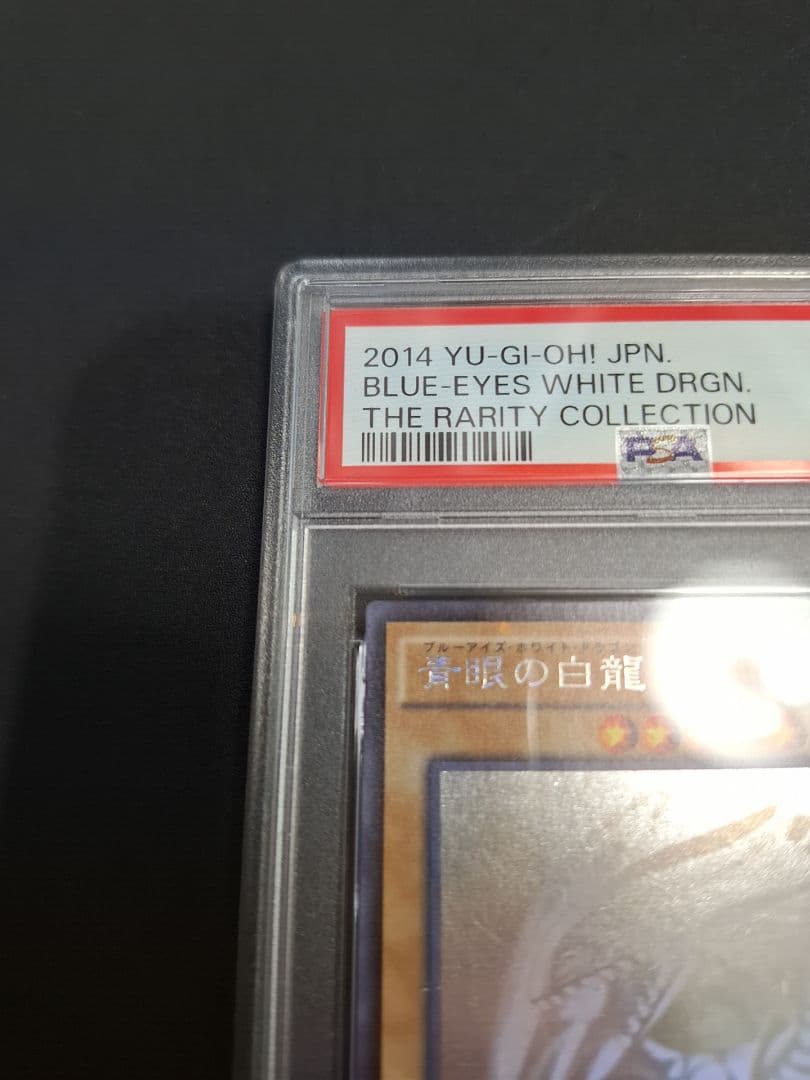 2014 YU-GI-OH! JPN.
BLUE-EYES WHITE DRGN.
THE RARITY COLLECTION
PSA
ブルーアイズ・ホワイト・ドラゴ
青眼の白龍